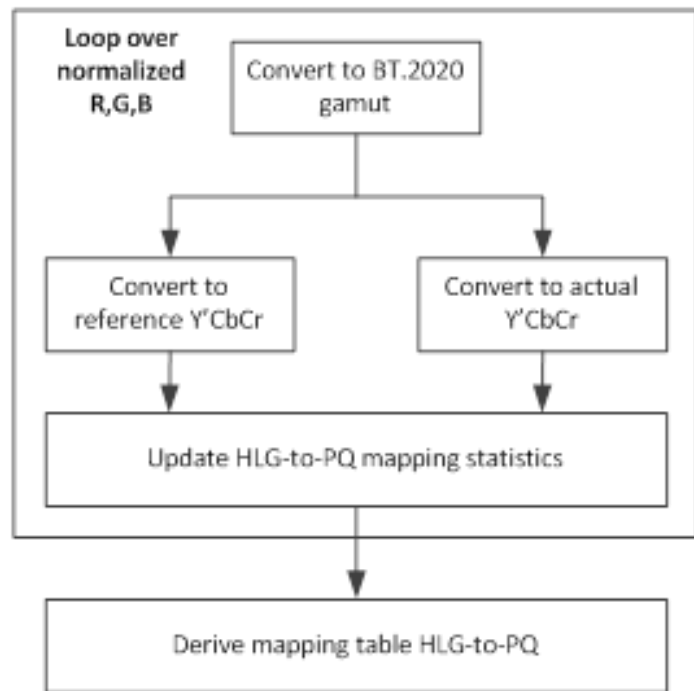 Loop over
normalized
R,G,B
Convert to BT.2020
gamut
Convert to
reference Y'CbCr
Convert to actual
Y'CbCr
Update HLG-to-PQ mapping statistics
Derive mapping table HLG-to-PQ